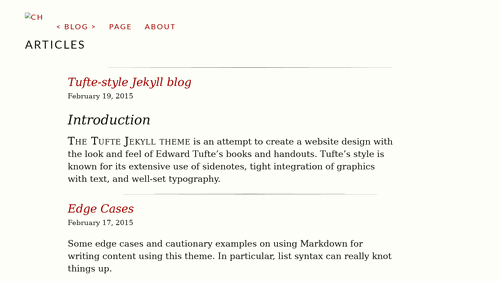 CH
< BLOG > PAGE ABOUT
ARTICLES
Tufte-style Jekyll blog
February 19, 2015
Introduction
The Tufte Jekyll theme is an attempt to create a website design with
the look and feel of Edward Tufte’s books and handouts. Tufte’s style is
known for its extensive use of sidenotes, tight integration of graphics
with text, and well-set typography.
Edge Cases
February 17, 2015
Some edge cases and cautionary examples on using Markdown for
writing content using this theme. In particular, list syntax can really knot
things up.